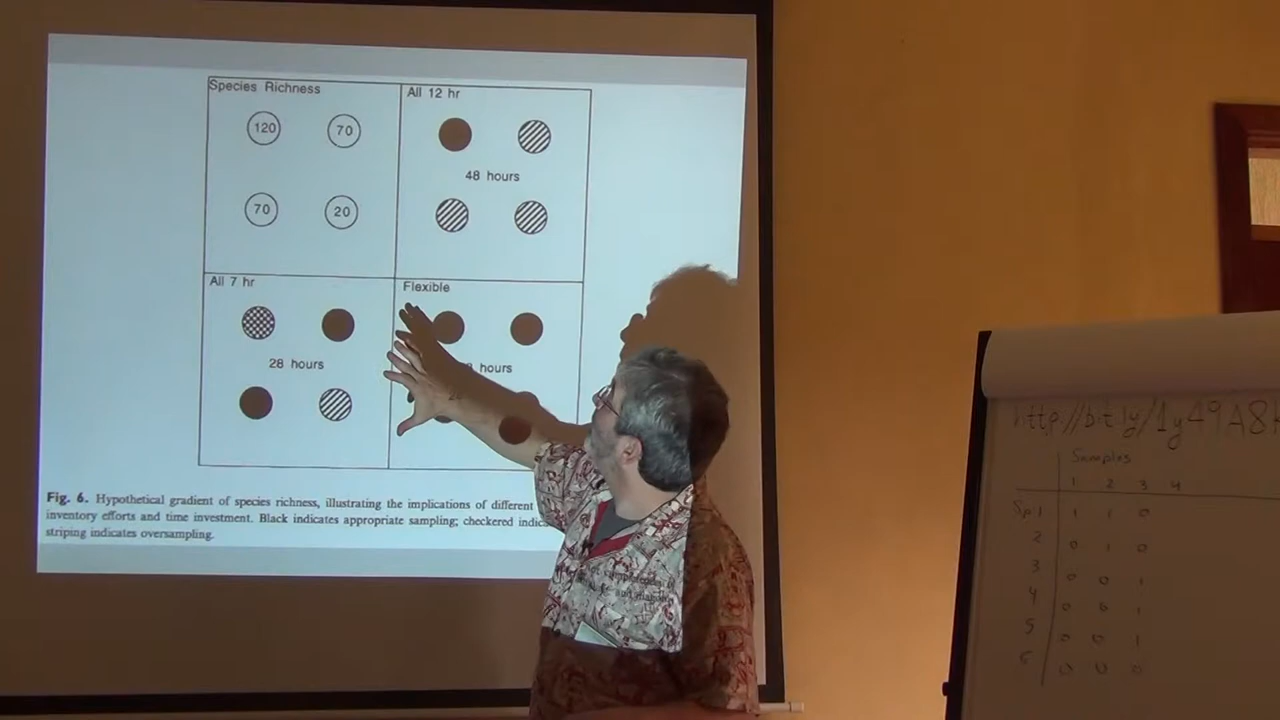 Species Richness
120
70
70
20
All 12 hr
48 hours
All 7 hr
28 hours
Flexible
hours
Fig. 6. Hypothetical gradient of species richness, illustrating the implications of different
inventory efforts and time investment. Black indicates appropriate sampling; checkered
striping indicates oversampling.
Samples
1 2 3 4
Sp. 1 1 1 0
2 0 1 0
3 0 0 1
4 0 0 1
5 0 0 1
6 0 0 0